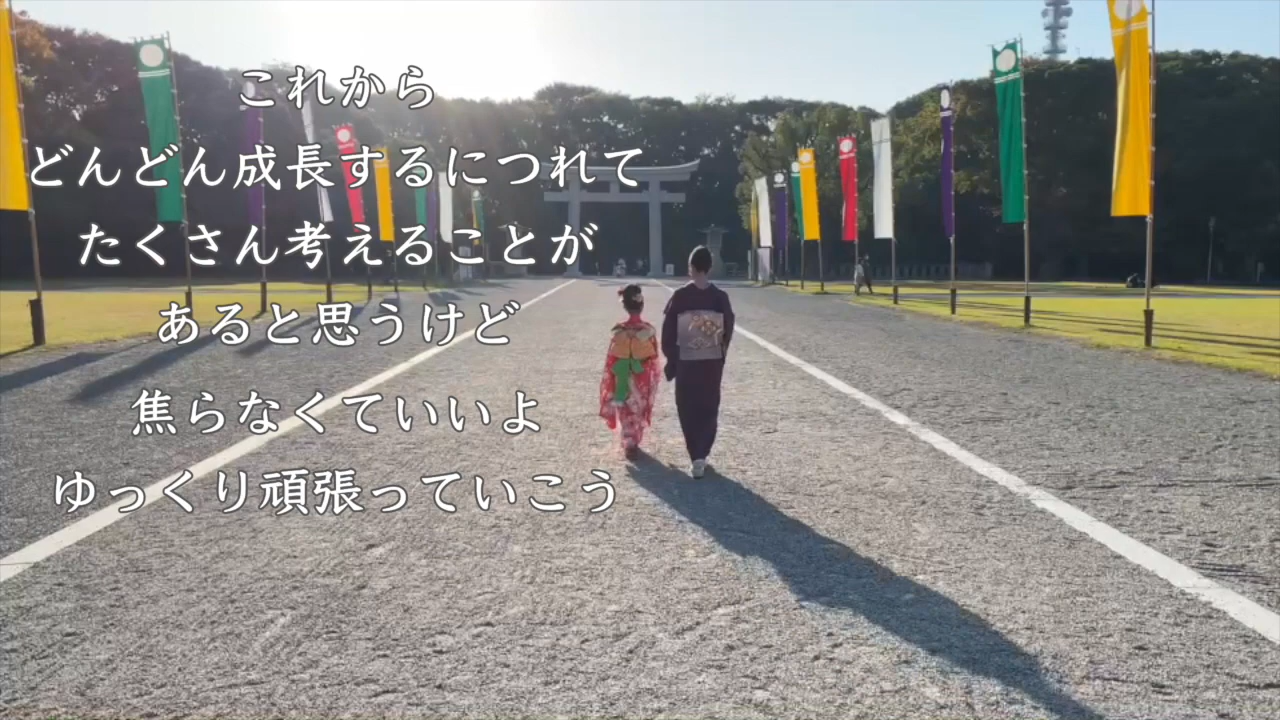 これから
どんどん成長するにつれて
たくさん考えることが
あると思うけど
焦らなくていいよ
ゆっくり頑張っていこう